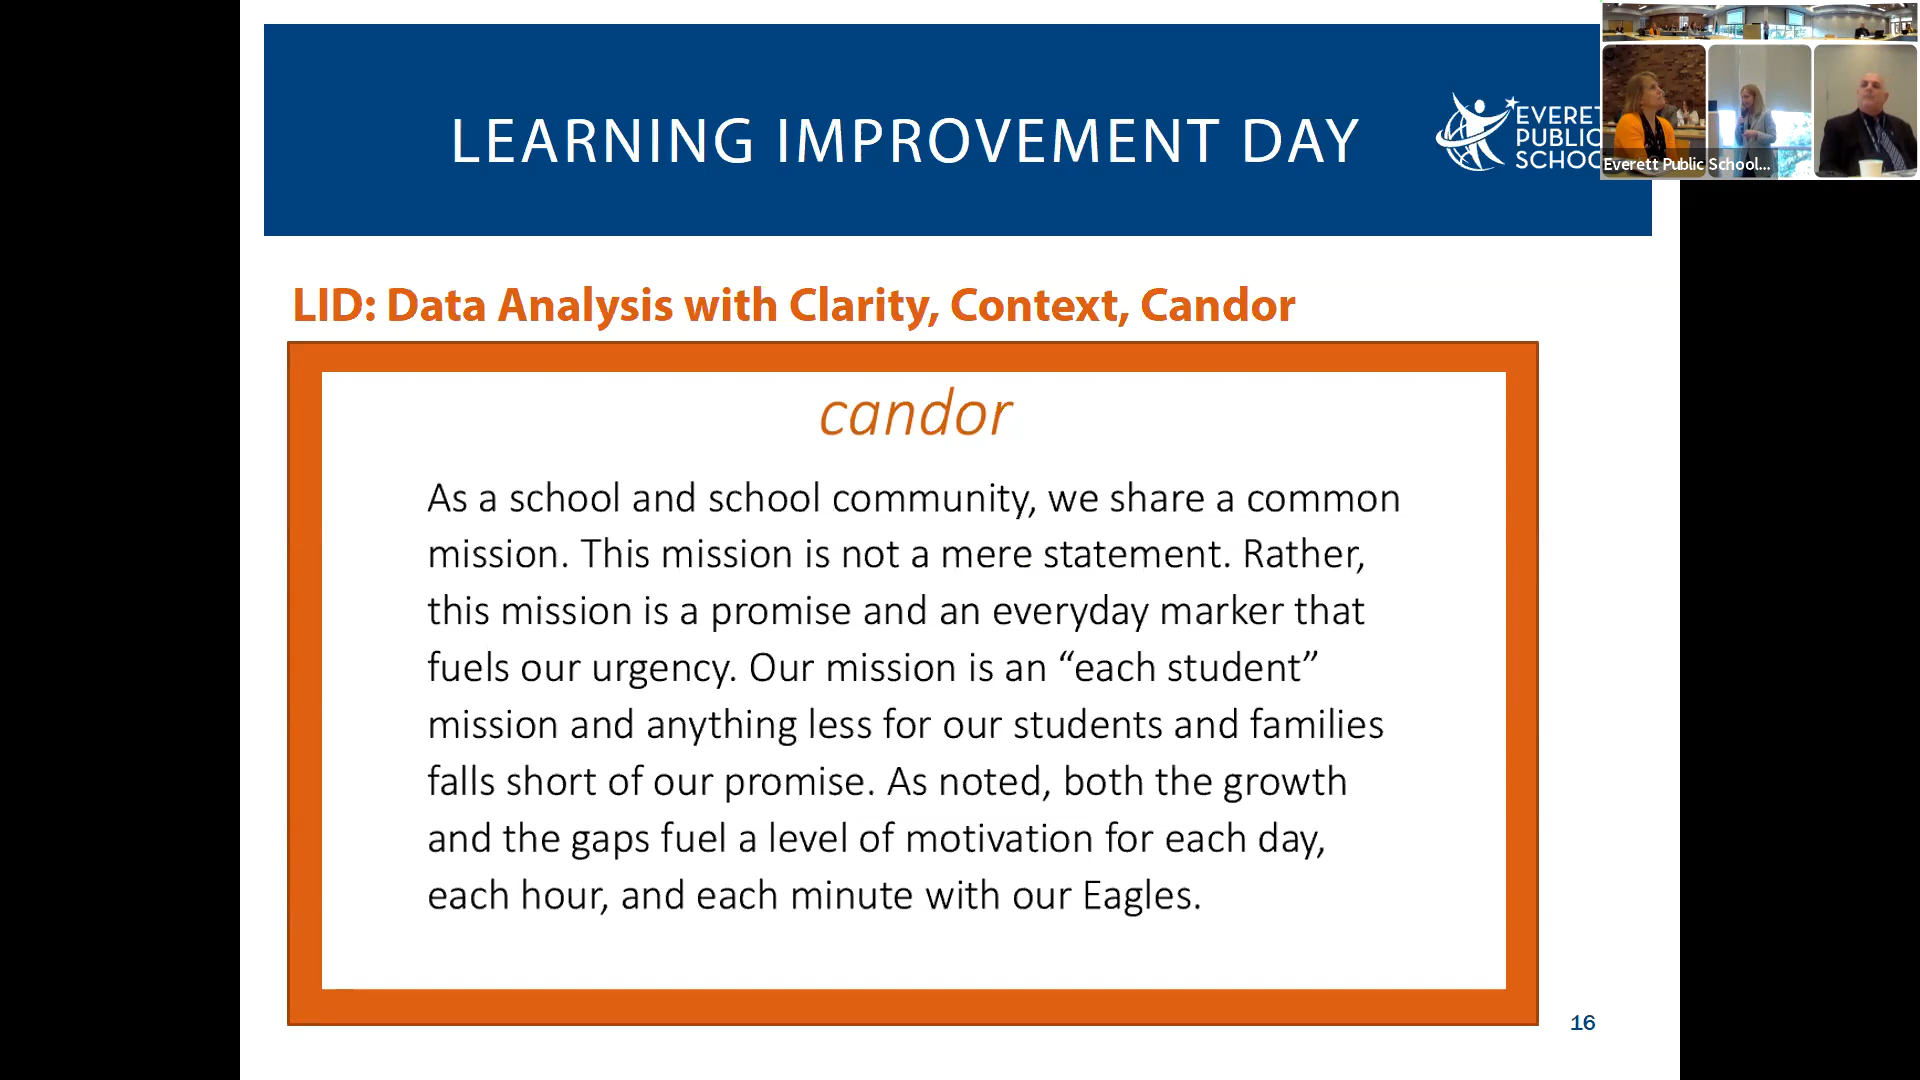 LEARNING IMPROVEMENT DAY
EVERET
PUBLIC
SCHOO
Everett Public School...
LID: Data Analysis with Clarity, Context, Candor
candor
As a school and school community, we share a common
mission. This mission is not a mere statement. Rather,
this mission is a promise and an everyday marker that
fuels our urgency. Our mission is an “each student”
mission and anything less for our students and families
falls short of our promise. As noted, both the growth
and the gaps fuel a level of motivation for each day,
each hour, and each minute with our Eagles.
16